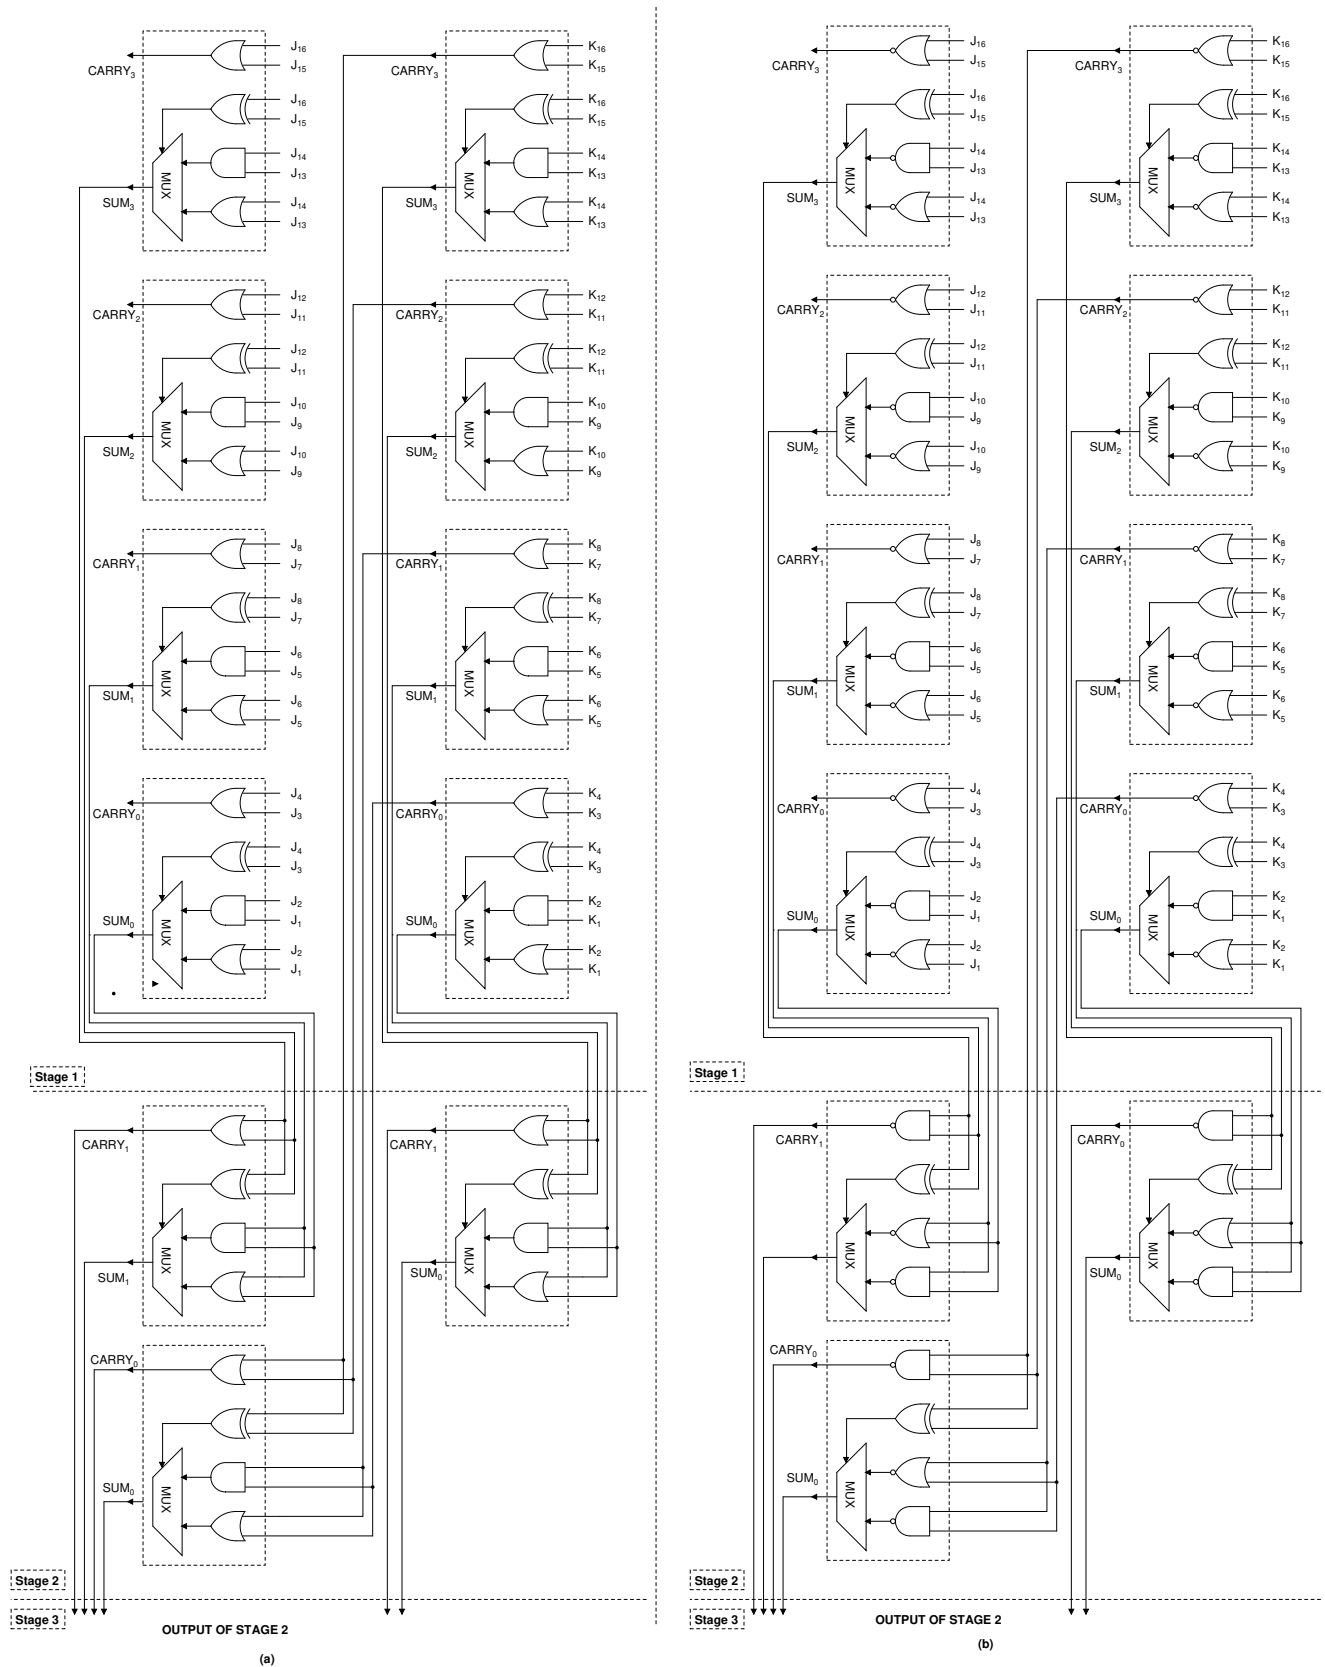 J16
CARRY3
J15
J16
J15
J14
J13
MUX
SUM3
J14
J13
J12
CARRY2
J11
J12
J11
J10
J9
MUX
SUM2
J10
J9
J8
CARRY1
J7
J8
J7
J6
J5
MUX
SUM1
J6
J5
J4
CARRY0
J3
J4
J3
J2
J1
MUX
SUM0
J2
J1
K16
CARRY3
K15
K16
K15
K14
K13
MUX
SUM3
K14
K13
K12
CARRY2
K11
K12
K11
K10
K9
MUX
SUM2
K10
K9
K8
CARRY1
K7
K8
K7
K6
K5
MUX
SUM1
K6
K5
K4
CARRY0
K3
K4
K3
K2
K1
MUX
SUM0
K2
K1
Stage 1
CARRY1
MUX
SUM1
CARRY1
MUX
SUM0
CARRY0
MUX
SUM0
Stage 2
Stage 3
OUTPUT OF STAGE 2
(a)
J16
CARRY3
J15
J16
J15
J14
J13
MUX
SUM3
J14
J13
J12
CARRY2
J11
J12
J11
J10
J9
MUX
SUM2
J10
J9
J8
CARRY1
J7
J8
J7
J6
J5
MUX
SUM1
J6
J5
J4
CARRY0
J3
J4
J3
J2
J1
MUX
SUM0
J2
J1
K16
CARRY3
K15
K16
K15
K14
K13
MUX
SUM3
K14
K13
K12
CARRY2
K11
K12
K11
K10
K9
MUX
SUM2
K10
K9
K8
CARRY1
K7
K8
K7
K6
K5
MUX
SUM1
K6
K5
K4
CARRY0
K3
K4
K3
K2
K1
MUX
SUM0
K2
K1
Stage 1
CARRY1
MUX
CARRY0
MUX
SUM0
CARRY0
MUX
SUM0
Stage 2
Stage 3
OUTPUT OF STAGE 2
(b)